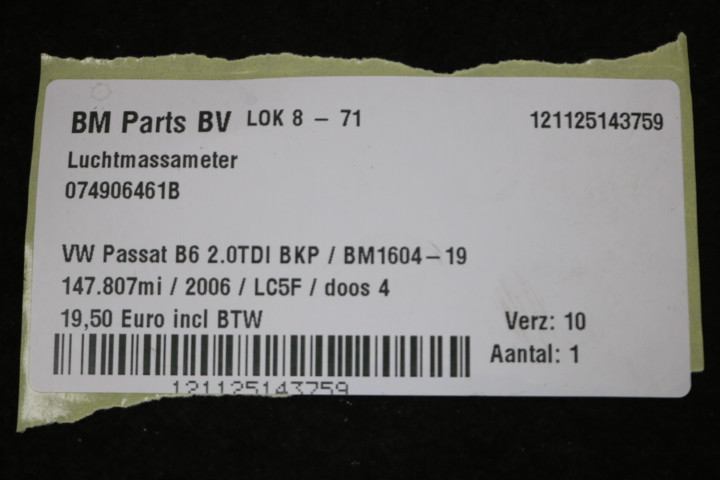 BM Parts BV LOK 8 - 71 121125143759
Luchtmassameter
074906461B
VW Passat B6 2.0TDI BKP / BM1604-19
147.807mi / 2006 / LC5F / doos 4
19,50 Euro incl BTW Verz: 10
Aantal: 1
121125143759